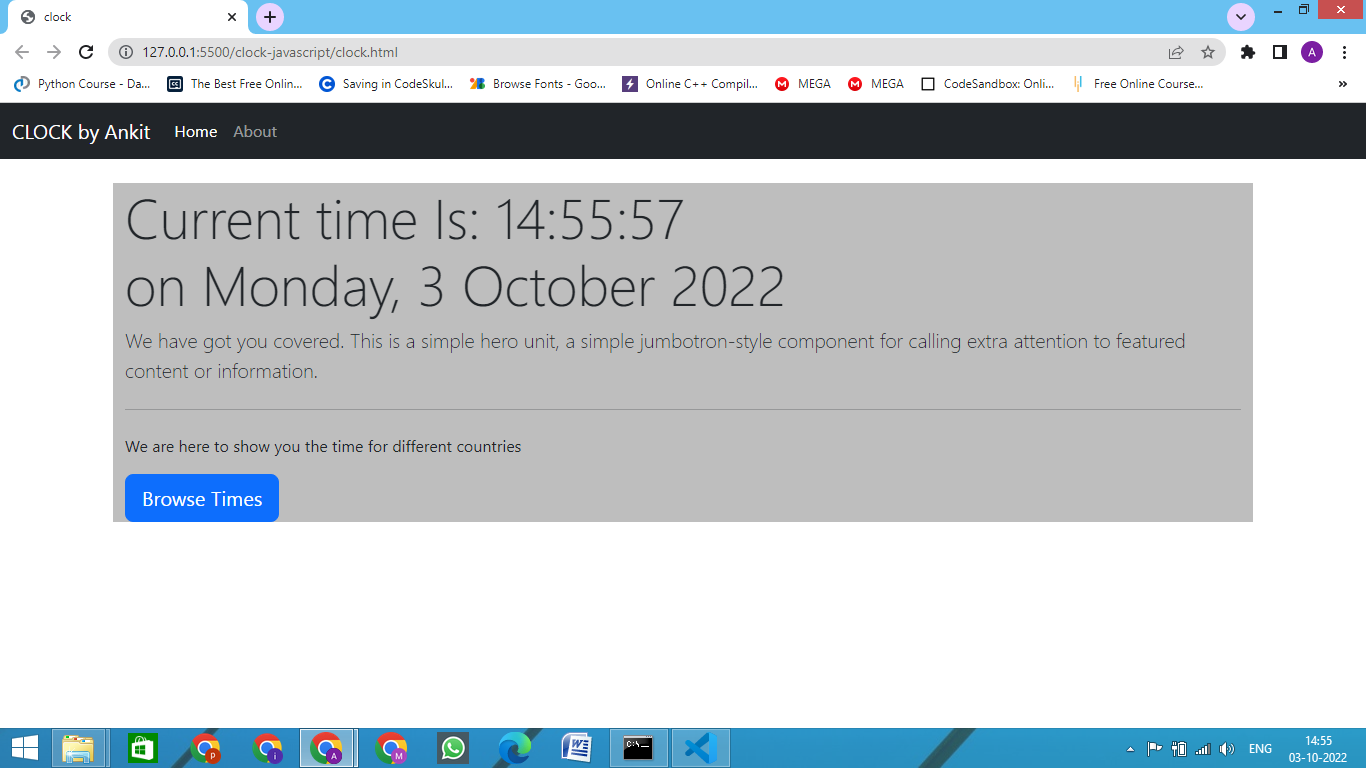 clock
127.0.0.1:5500/clock-javascript/clock.html
A
Python Course - Da...
The Best Free Onlin...
Saving in CodeSkul...
Browse Fonts - Goo...
Online C++ Compil...
MEGA
MEGA
CodeSandbox: Onli...
Free Online Course...
»
CLOCK by Ankit Home About
Current time Is: 14:55:57
on Monday, 3 October 2022
We have got you covered. This is a simple hero unit, a simple jumbotron-style component for calling extra attention to featured
content or information.
We are here to show you the time for different countries
Browse Times
P
i
A
M
W
C:\_
ENG
14:55
03-10-2022